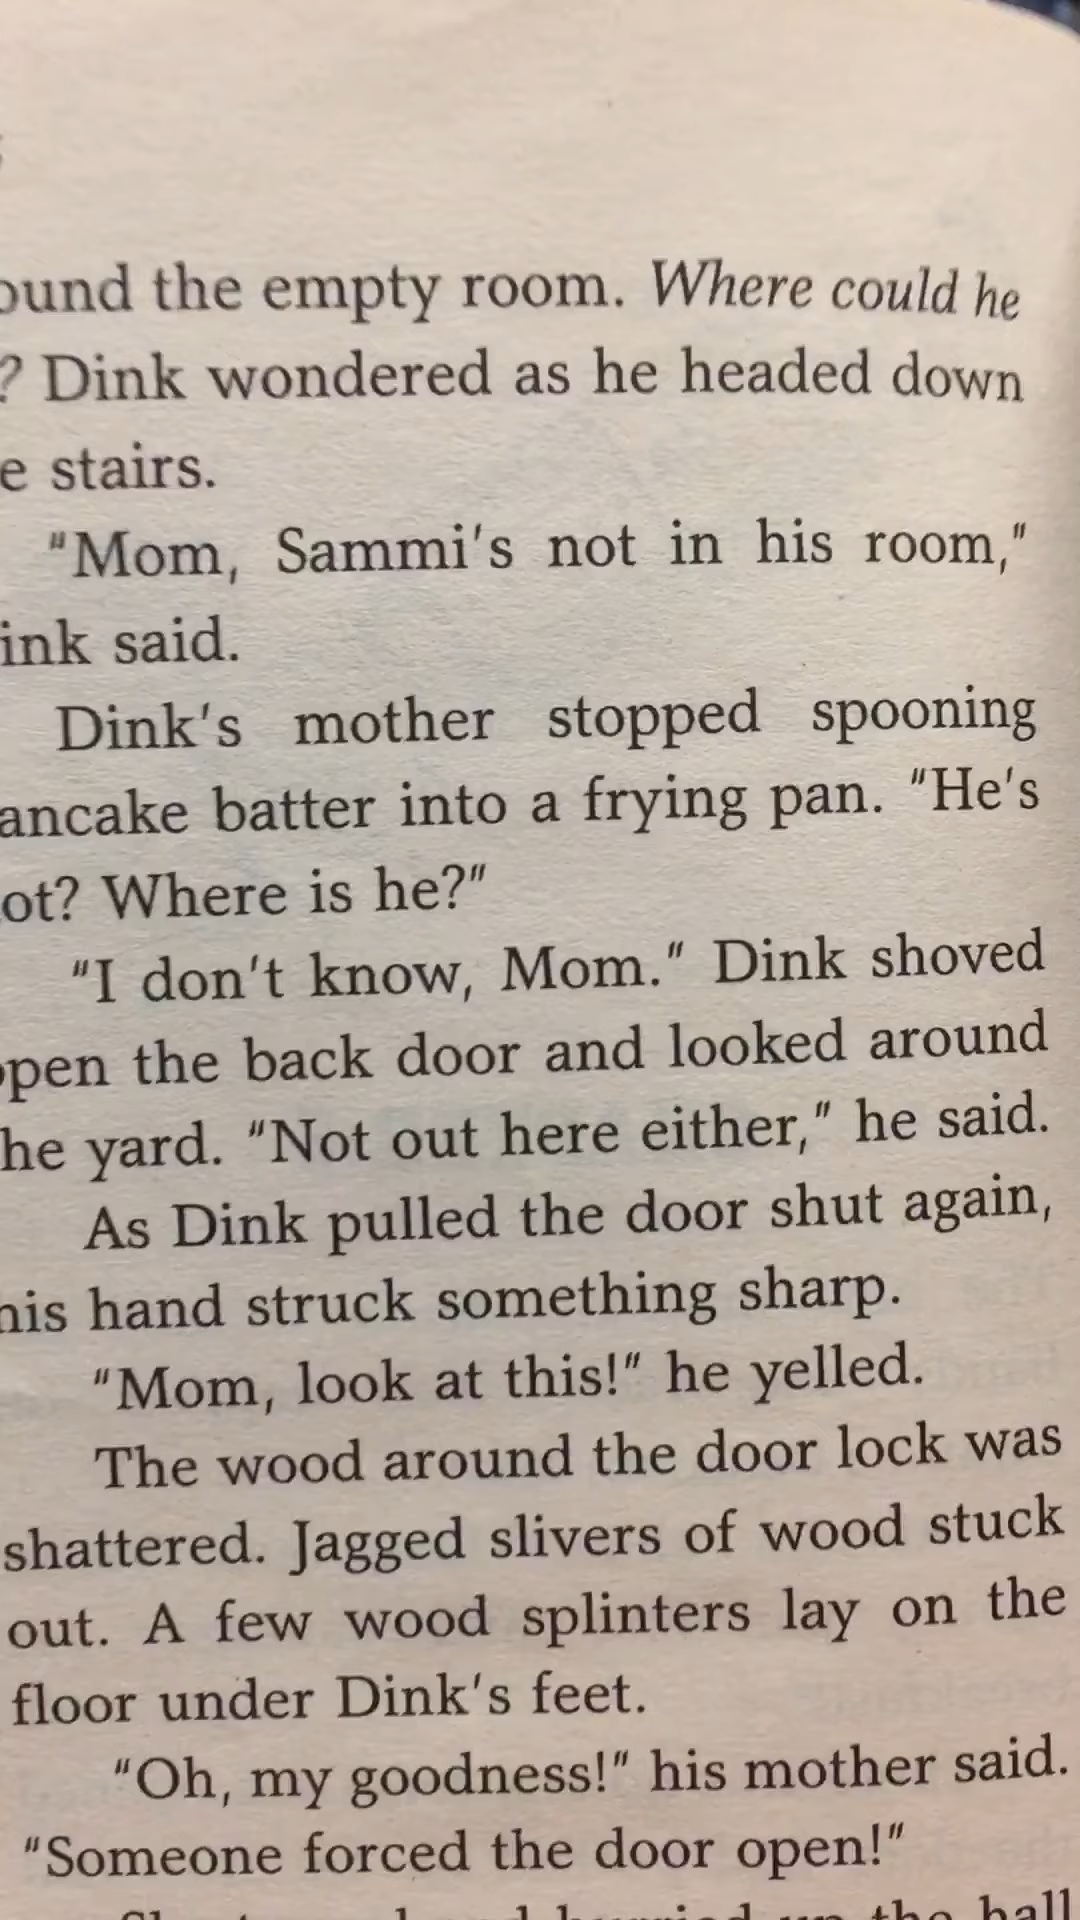 ound the empty room. Where could he
? Dink wondered as he headed down
e stairs.
"Mom, Sammi's not in his room,"
ink said.
Dink's mother stopped spooning
ancake batter into a frying pan. "He's
ot? Where is he?"
"I don't know, Mom." Dink shoved
pen the back door and looked around
he yard. "Not out here either," he said.
As Dink pulled the door shut again,
his hand struck something sharp.
"Mom, look at this!" he yelled.
The wood around the door lock was
shattered. Jagged slivers of wood stuck
out. A few wood splinters lay on the
floor under Dink's feet.
"Oh, my goodness!" his mother said.
"Someone forced the door open!"
the hall